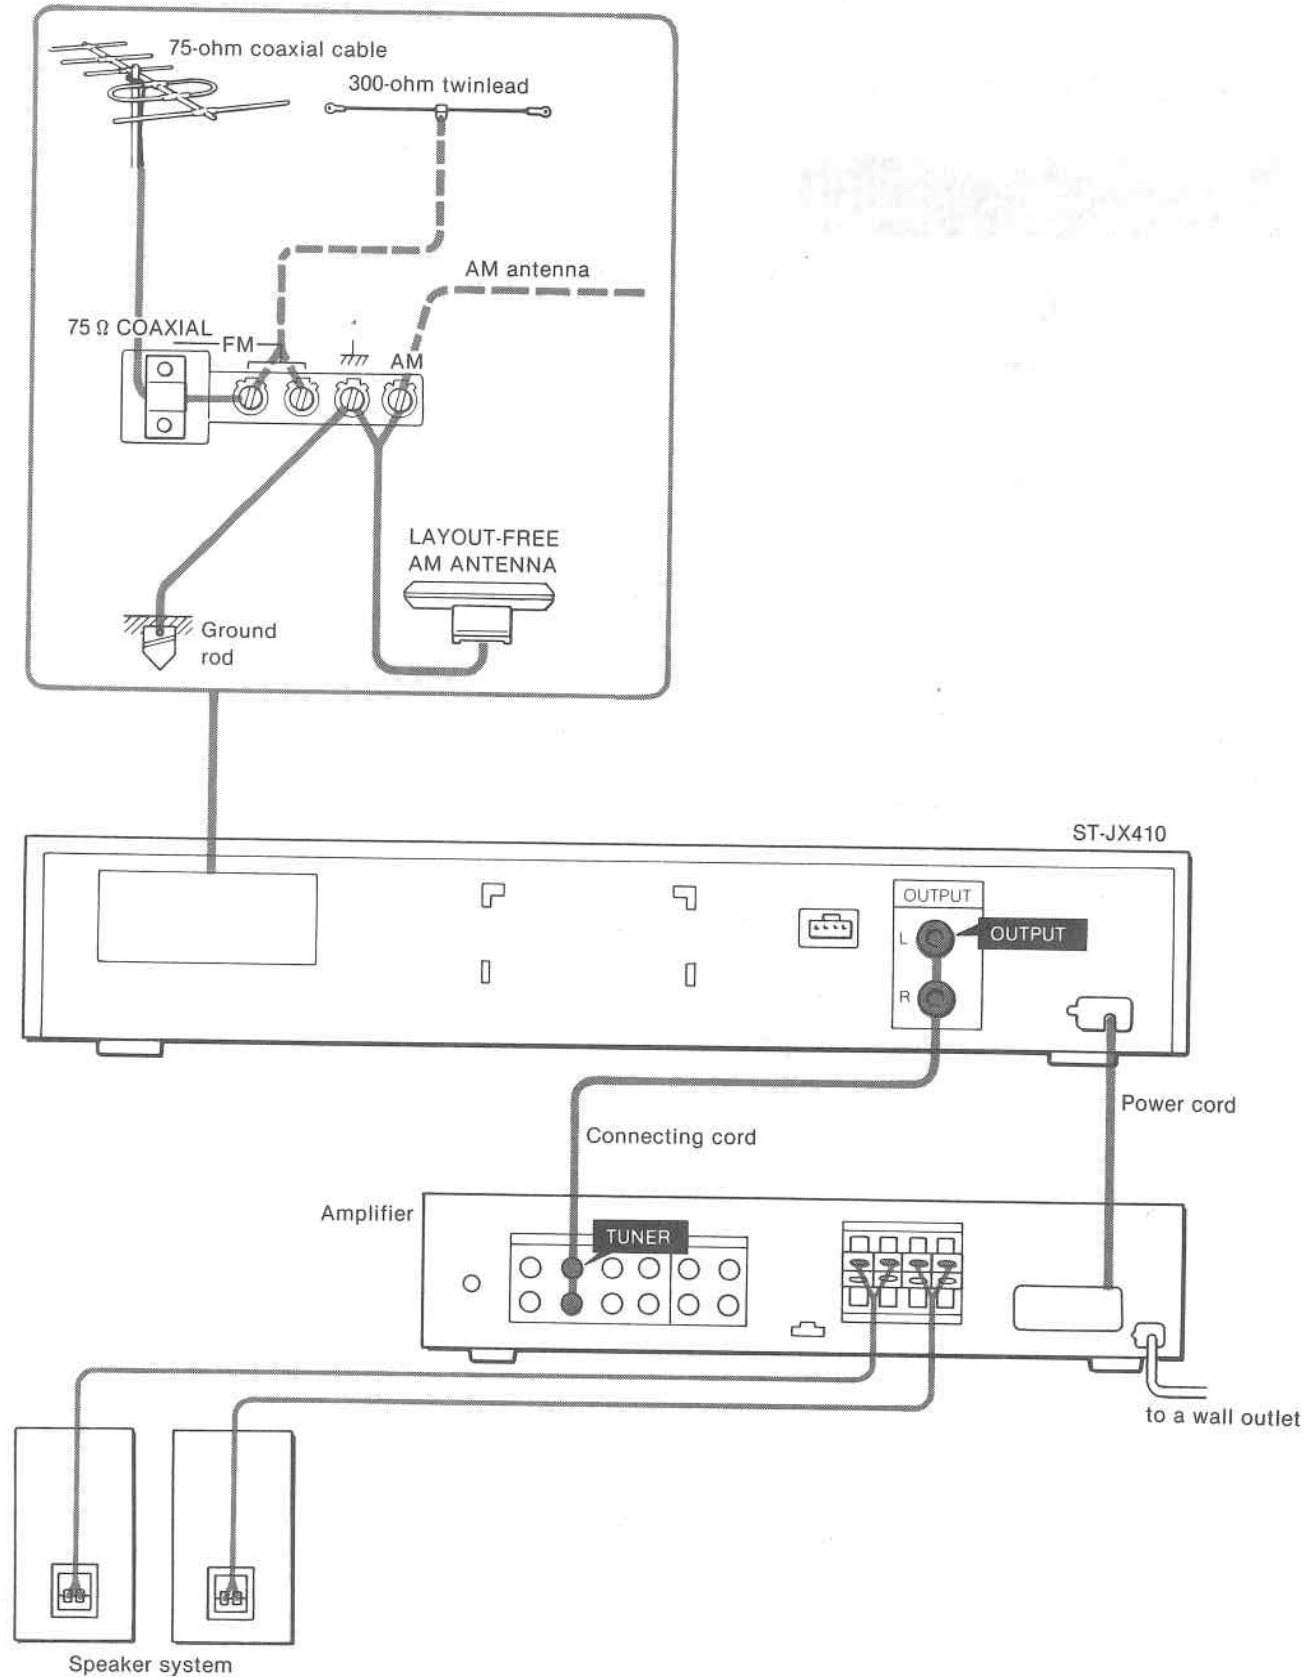 75-ohm coaxial cable
300-ohm twinlead
AM antenna
75 Ω COAXIAL
FM
AM
LAYOUT-FREE
AM ANTENNA
Ground
rod
ST-JX410
OUTPUT
L
OUTPUT
R
Power cord
Connecting cord
Amplifier
TUNER
to a wall outlet
Speaker system